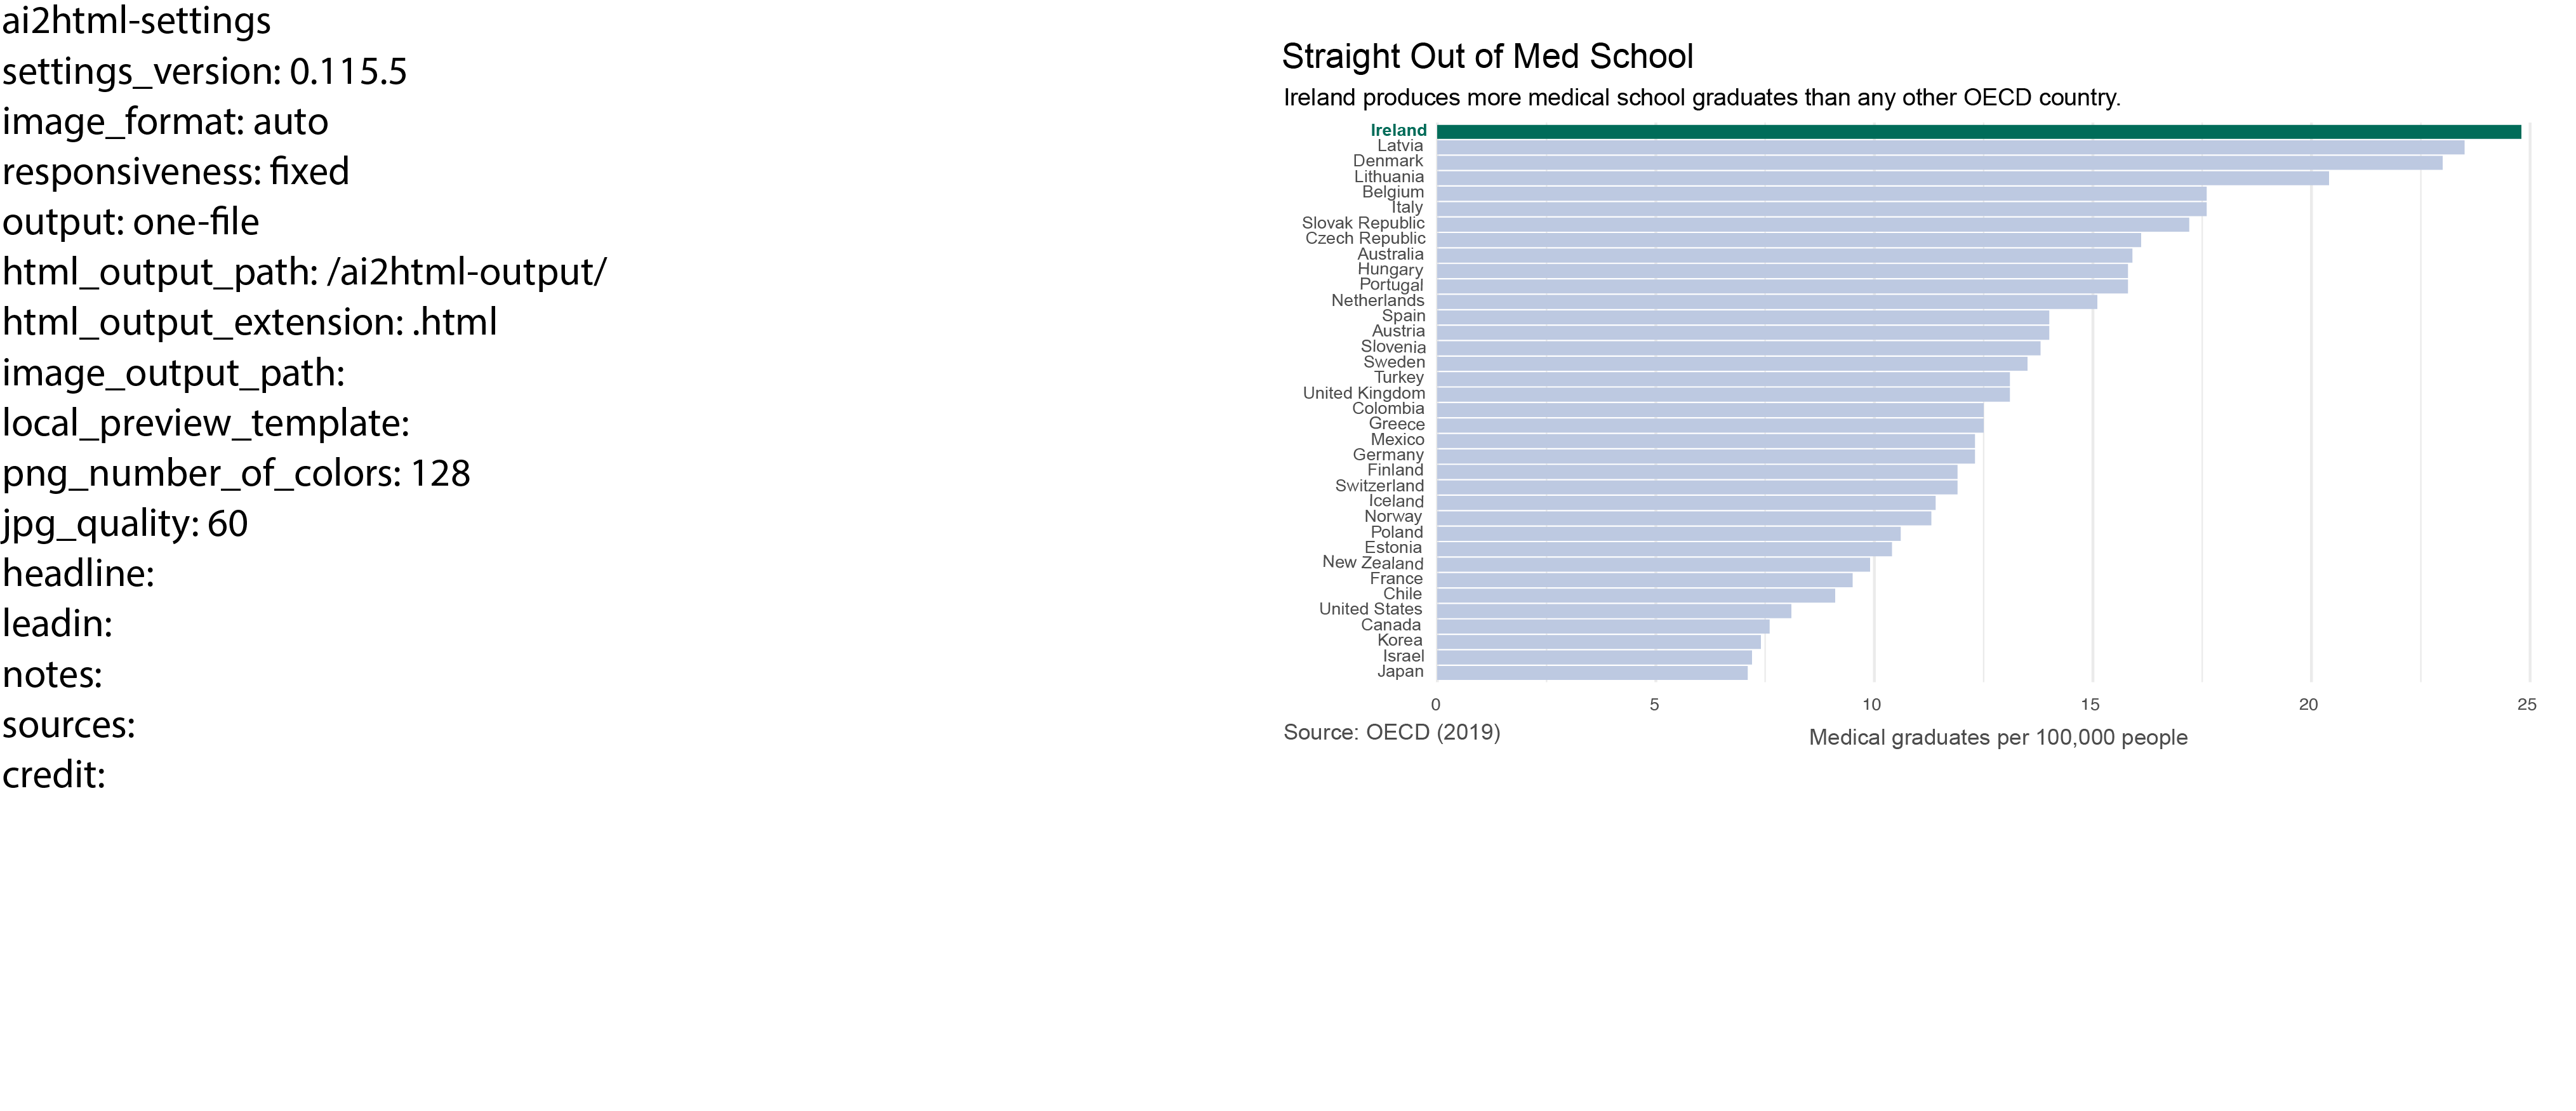 ai2html-settings
settings_version: 0.115.5
image_format: auto
responsiveness: fixed
output: one-file
html_output_path: /ai2html-output/
html_output_extension: .html
image_output_path:
local_preview_template:
png_number_of_colors: 128
jpg_quality: 60
headline:
leadin:
notes:
sources:
credit:
Straight Out of Med School
Ireland produces more medical school graduates than any other OECD country.
Ireland
Latvia
Denmark
Lithuania
Belgium
Italy
Slovak Republic
Czech Republic
Australia
Hungary
Portugal
Netherlands
Spain
Austria
Slovenia
Sweden
Turkey
United Kingdom
Colombia
Greece
Mexico
Germany
Finland
Switzerland
Iceland
Norway
Poland
Estonia
New Zealand
France
Chile
United States
Canada
Korea
Israel
Japan
0 5 10 15 20 25
Source: OECD (2019)
Medical graduates per 100,000 people